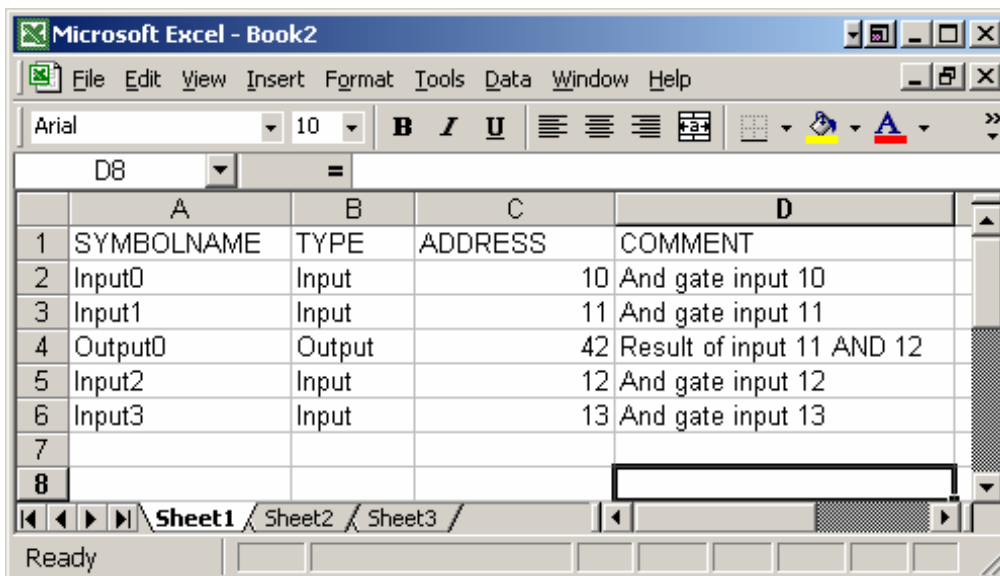 Microsoft Excel - Book2
File Edit View Insert Format Tools Data Window Help
Arial 10 B I U A
D8 =
A B C D
1 SYMBOLNAME TYPE ADDRESS COMMENT
2 Input0 Input 10 And gate input 10
3 Input1 Input 11 And gate input 11
4 Output0 Output 42 Result of input 11 AND 12
5 Input2 Input 12 And gate input 12
6 Input3 Input 13 And gate input 13
7
8
Sheet1 Sheet2 Sheet3
Ready